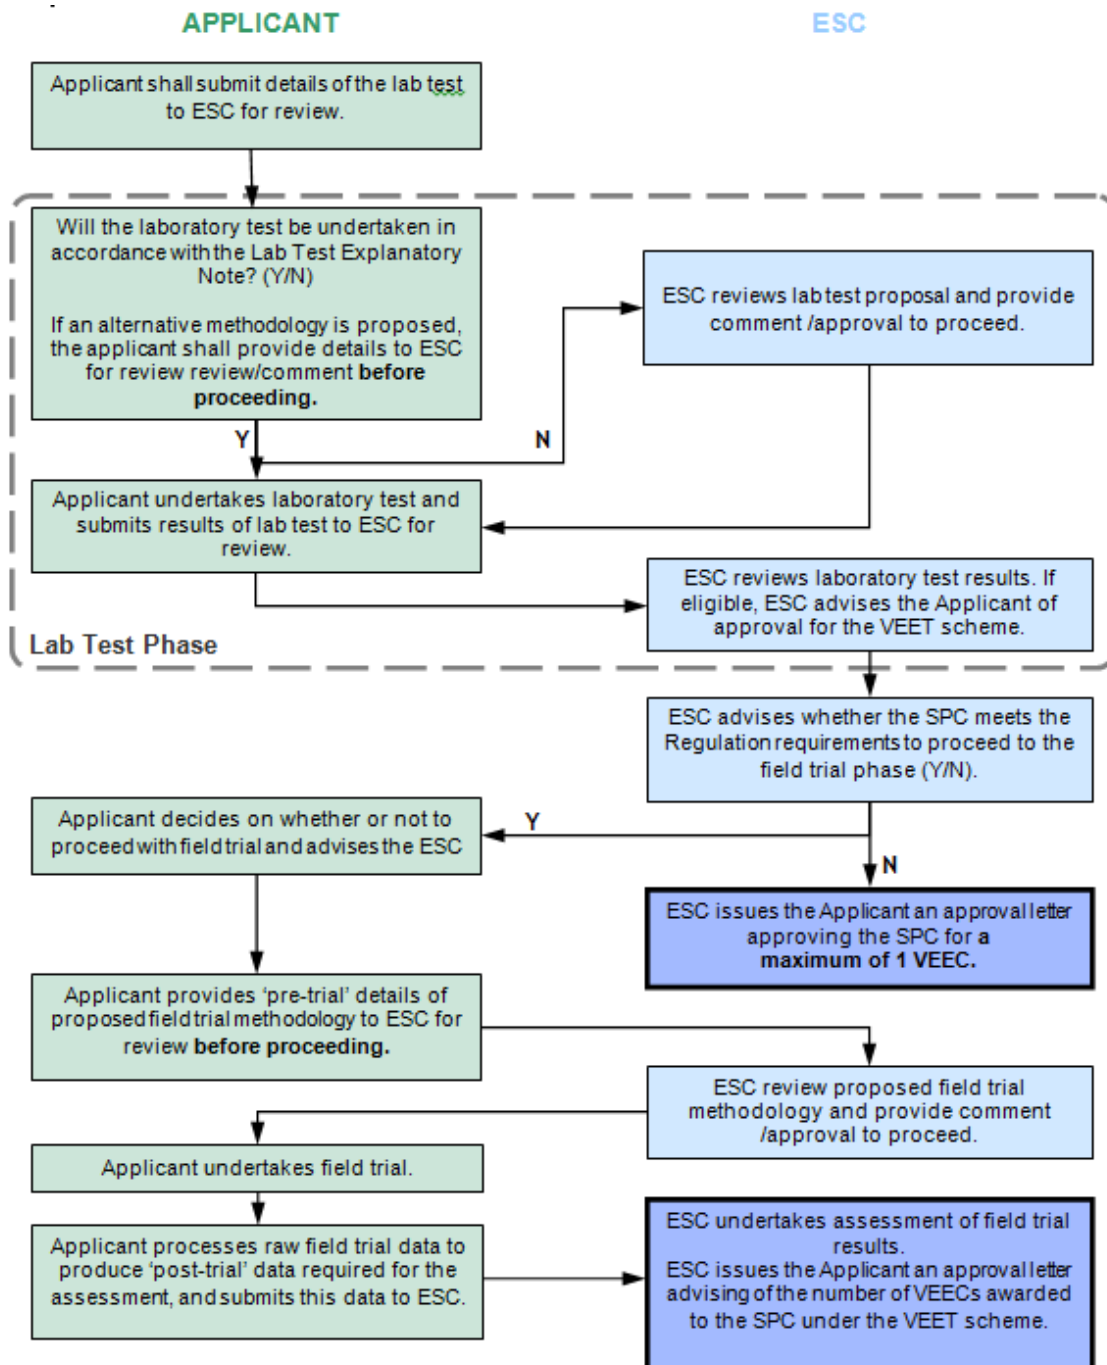 APPLICANT
ESC
Applicant shall submit details of the lab test
to ESC for review.
Will the laboratory test be undertaken in
accordance with the Lab Test Explanatory
Note? (Y/N)
If an alternative methodology is proposed,
the applicant shall provide details to ESC
for review review/comment before
proceeding.
ESC reviews lab test proposal and provide
comment /approval to proceed.
Y
N
Applicant undertakes laboratory test and
submits results of lab test to ESC for
review.
ESC reviews laboratory test results. If
eligible, ESC advises the Applicant of
approval for the VEET scheme.
Lab Test Phase
ESC advises whether the SPC meets the
Regulation requirements to proceed to the
field trial phase (Y/N).
Applicant decides on whether or not to
proceed with field trial and advises the ESC
Y
N
ESC issues the Applicant an approval letter
approving the SPC for a
maximum of 1 VEEC.
Applicant provides ‘pre-trial’ details of
proposed field trial methodology to ESC for
review before proceeding.
ESC review proposed field trial
methodology and provide comment
/approval to proceed.
Applicant undertakes field trial.
Applicant processes raw field trial data to
produce ‘post-trial’ data required for the
assessment, and submits this data to ESC.
ESC undertakes assessment of field trial
results.
ESC issues the Applicant an approval letter
advising of the number of VEECs awarded
to the SPC under the VEET scheme.